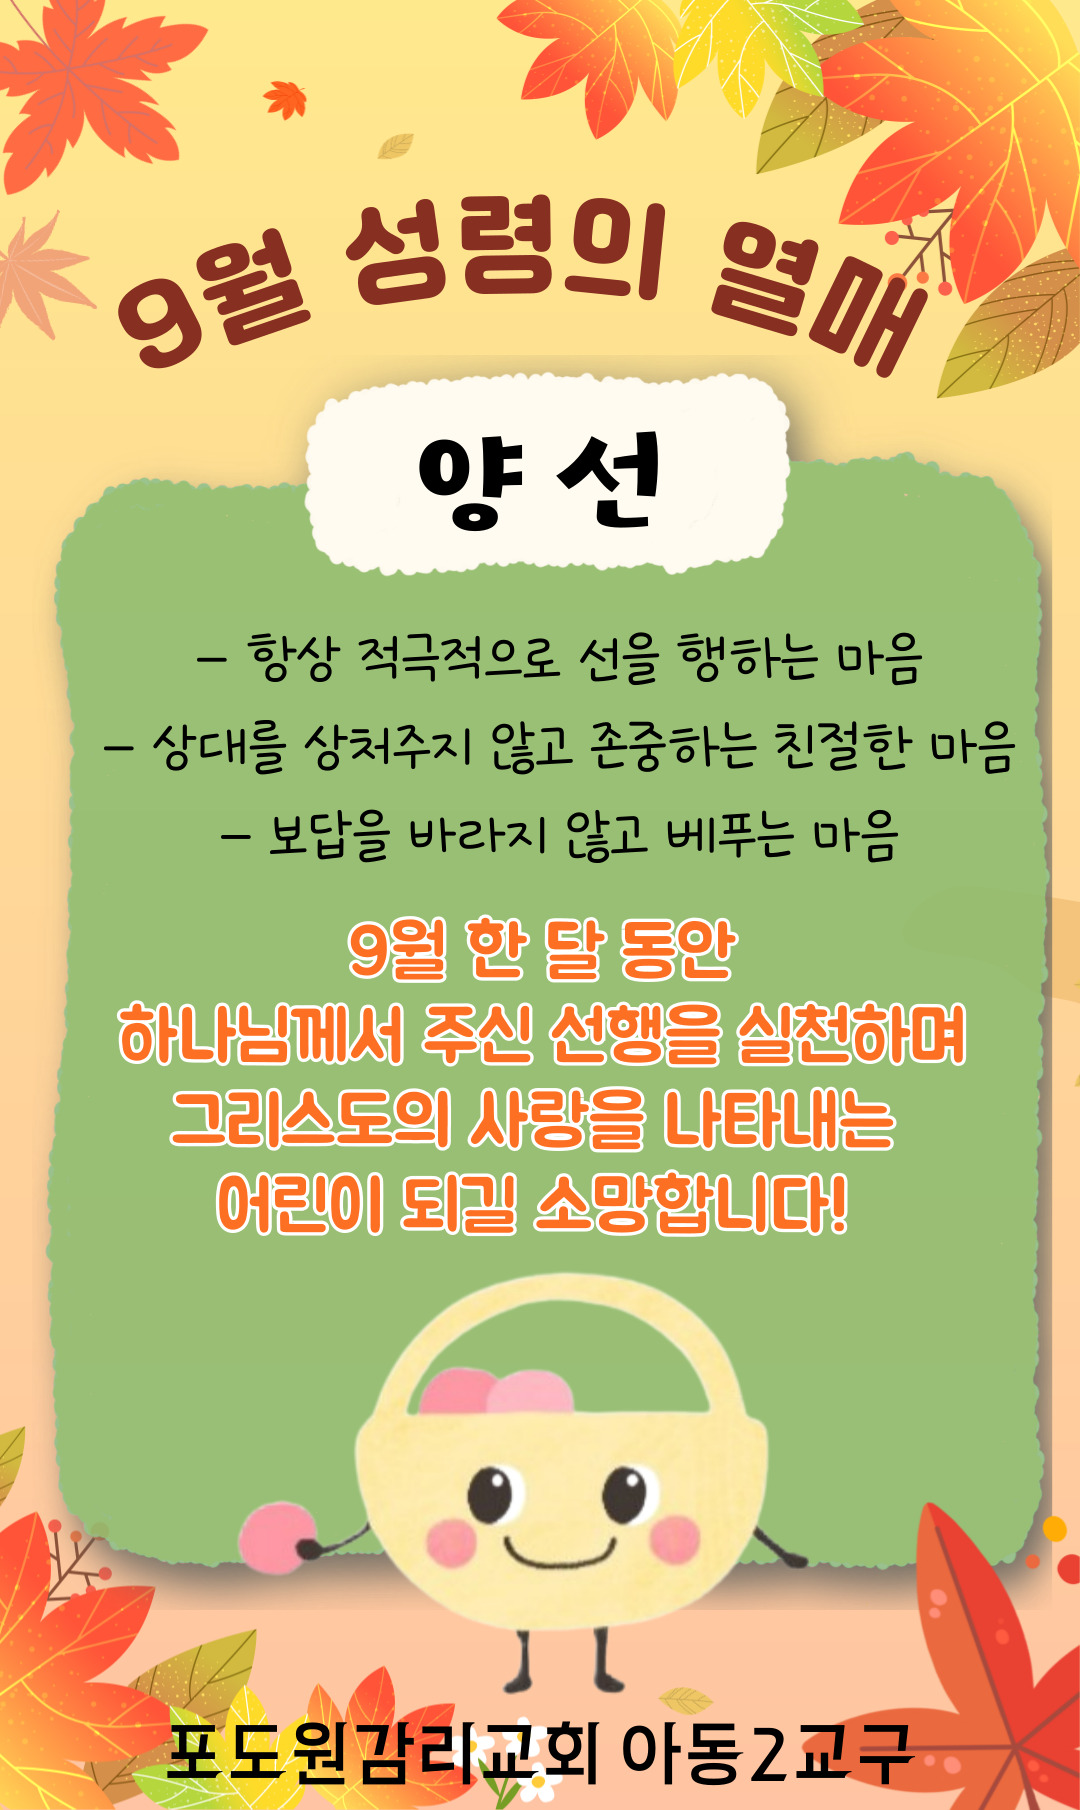 9월 성령의 열매
양 선
- 항상 적극적으로 선을 행하는 마음
- 상대를 상처주지 않고 존중하는 친절한 마음
- 보답을 바라지 않고 베푸는 마음
9월 한 달 동안
하나님께서 주신 선행을 실천하며
그리스도의 사랑을 나타내는
어린이 되길 소망합니다!
포도원감리교회 아동2교구